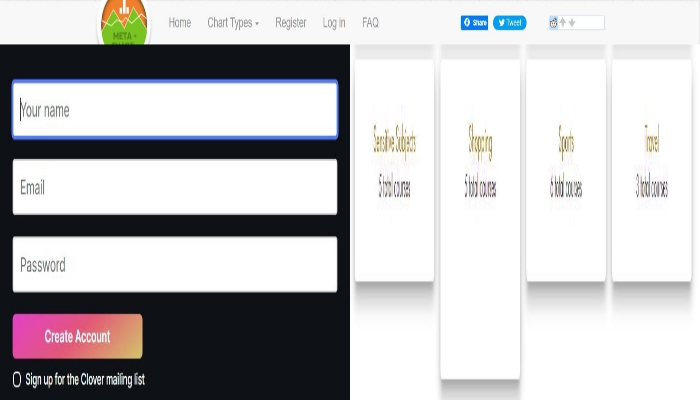 Home Chart Types Register Log in FAQ Share Tweet
META -
Your name
Email
Password
Create Account
Sign up for the Clover mailing list
Sensitive Subjects
5 total courses
Shopping
5 total courses
Sports
6 total courses
Travel
3 total courses